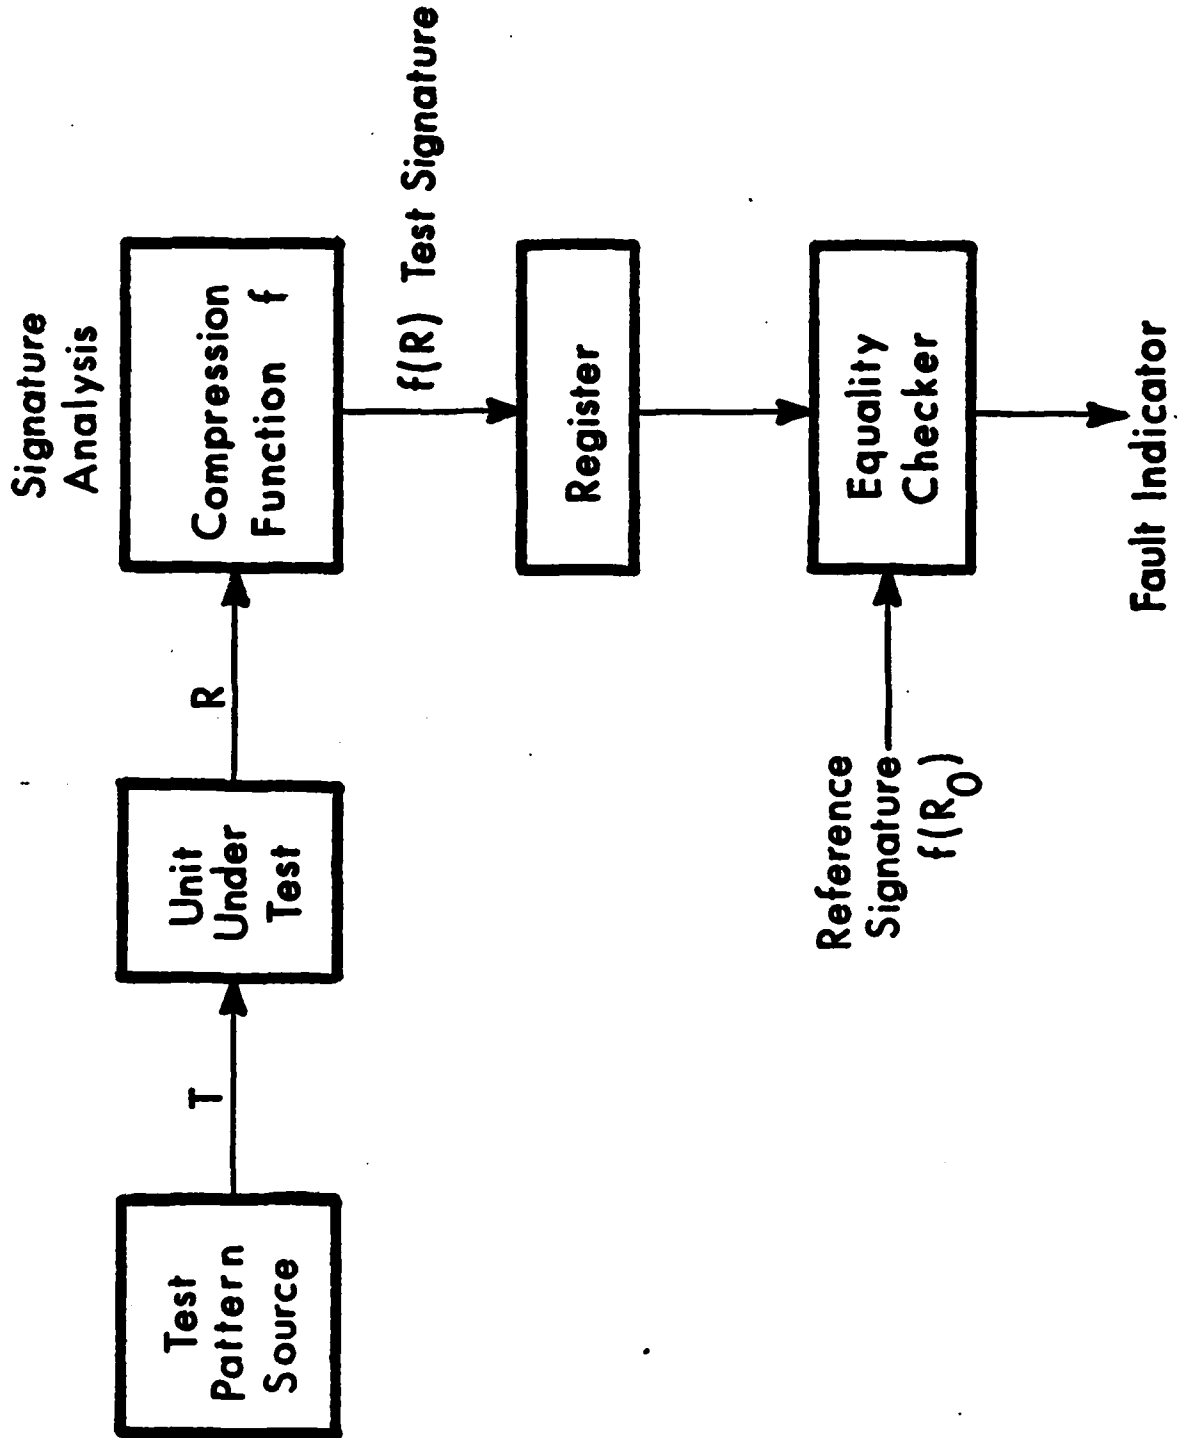 Test
Pattern
Source
T
Unit
Under
Test
R
Signature
Analysis
Compression
Function f
f(R) Test Signature
Register
Reference
Signature
f(R0)
Equality
Checker
Fault Indicator